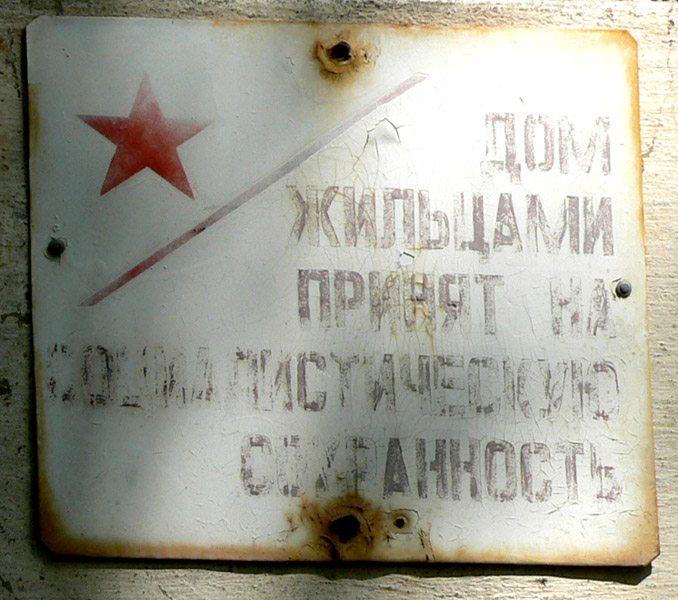 ДОМ
ЖИЛЬЦАМИ
ПРИНЯТ НА
СОЦИАЛИСТИЧЕСКУЮ
СОХРАННОСТЬ